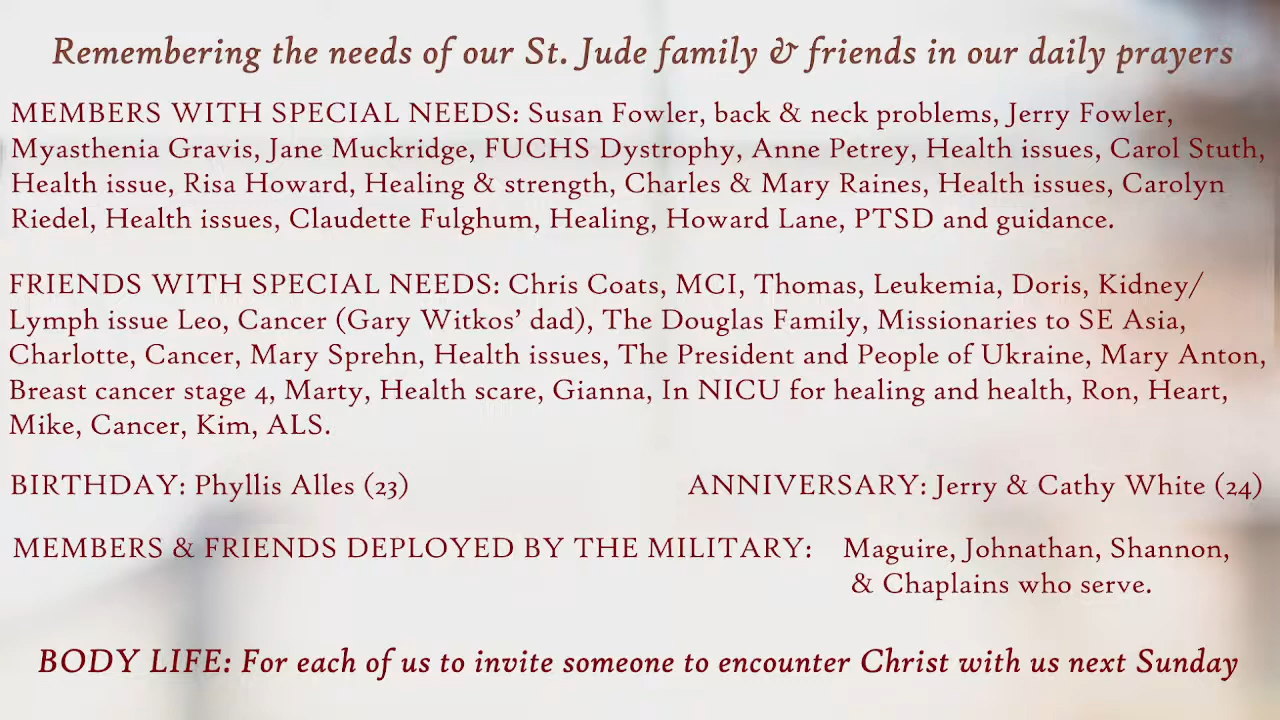 Remembering the needs of our St. Jude family & friends in our daily prayers
MEMBERS WITH SPECIAL NEEDS: Susan Fowler, back & neck problems, Jerry Fowler,
Myasthenia Gravis, Jane Muckridge, FUCHS Dystrophy, Anne Petrey, Health issues, Carol Stuth,
Health issue, Risa Howard, Healing & strength, Charles & Mary Raines, Health issues, Carolyn
Riedel, Health issues, Claudette Fulghum, Healing, Howard Lane, PTSD and guidance.
FRIENDS WITH SPECIAL NEEDS: Chris Coats, MCI, Thomas, Leukemia, Doris, Kidney/
Lymph issue Leo, Cancer (Gary Witkos' dad), The Douglas Family, Missionaries to SE Asia,
Charlotte, Cancer, Mary Sprehn, Health issues, The President and People of Ukraine, Mary Anton,
Breast cancer stage 4, Marty, Health scare, Gianna, In NICU for healing and health, Ron, Heart,
Mike, Cancer, Kim, ALS.
BIRTHDAY: Phyllis Alles (23) ANNIVERSARY: Jerry & Cathy White (24)
MEMBERS & FRIENDS DEPLOYED BY THE MILITARY: Maguire, Johnathan, Shannon,
& Chaplains who serve.
BODY LIFE: For each of us to invite someone to encounter Christ with us next Sunday